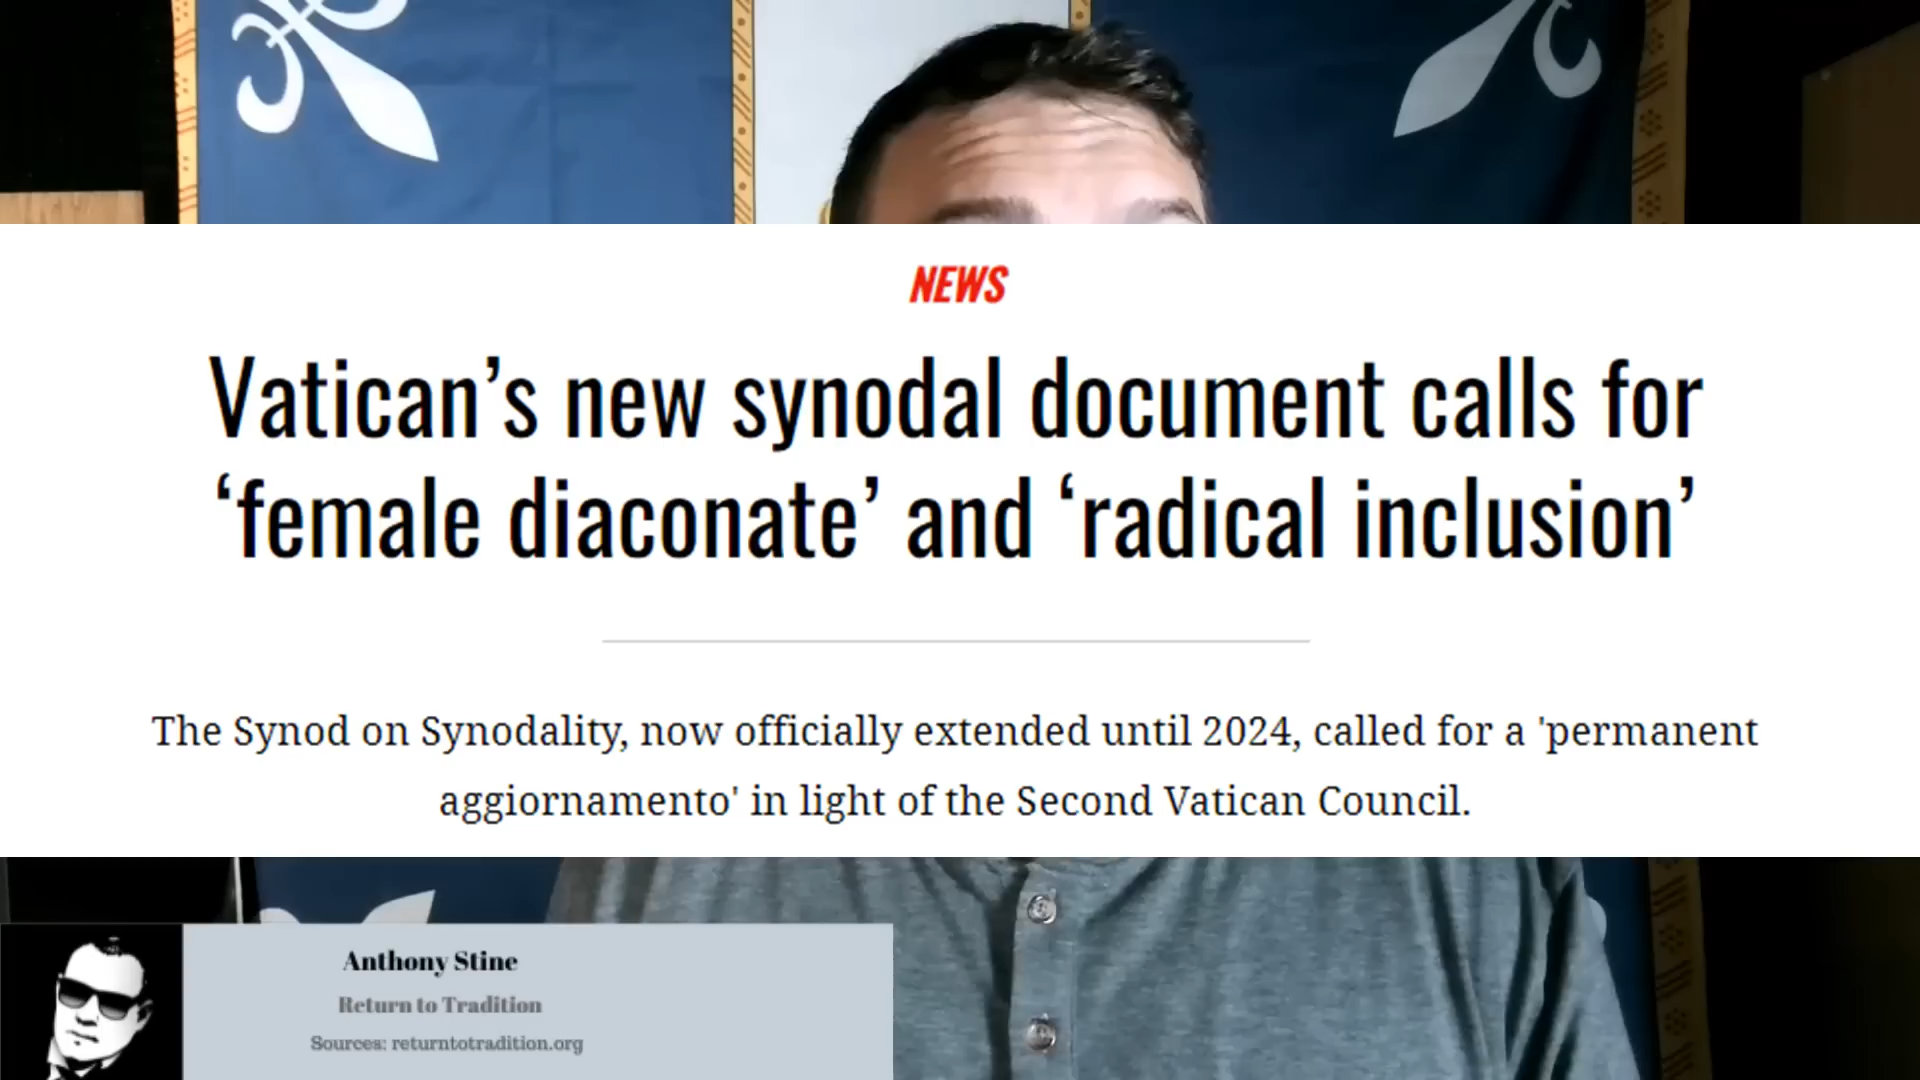 NEWS
Vatican’s new synodal document calls for
‘female diaconate’ and ‘radical inclusion’
The Synod on Synodality, now officially extended until 2024, called for a 'permanent
aggiornamento' in light of the Second Vatican Council.
Anthony Stine
Return to Tradition
Sources: returntotradition.org